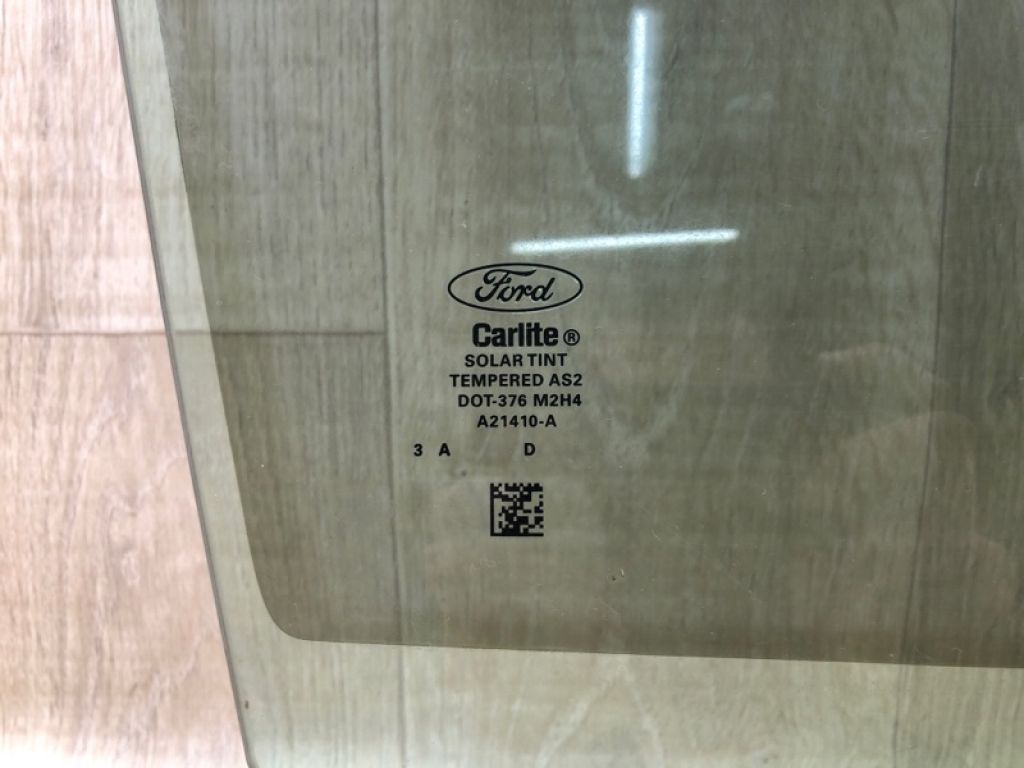 Ford
Carlite®
SOLAR TINT
TEMPERED AS2
DOT-376 M2H4
A21410-A
3 A D